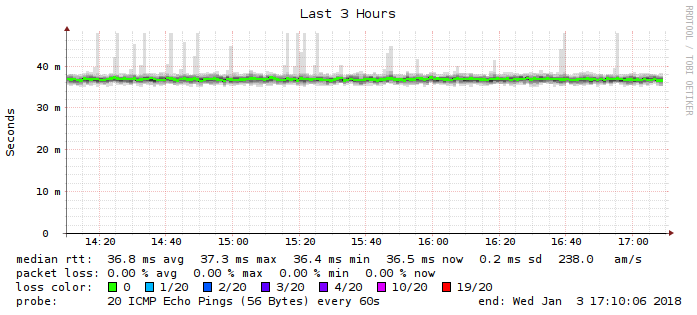 Last 3 Hours
RRDTOOL / TOBI OETIKER
Seconds
40 m
30 m
20 m
10 m
0
14:20 14:40 15:00 15:20 15:40 16:00 16:20 16:40 17:00
median rtt: 36.8 ms avg 37.3 ms max 36.4 ms min 36.5 ms now 0.2 ms sd 238.0 am/s
packet loss: 0.00 % avg 0.00 % max 0.00 % min 0.00 % now
loss color: 0 1/20 2/20 3/20 4/20 10/20 19/20
probe: 20 ICMP Echo Pings (56 Bytes) every 60s end: Wed Jan 3 17:10:06 2018